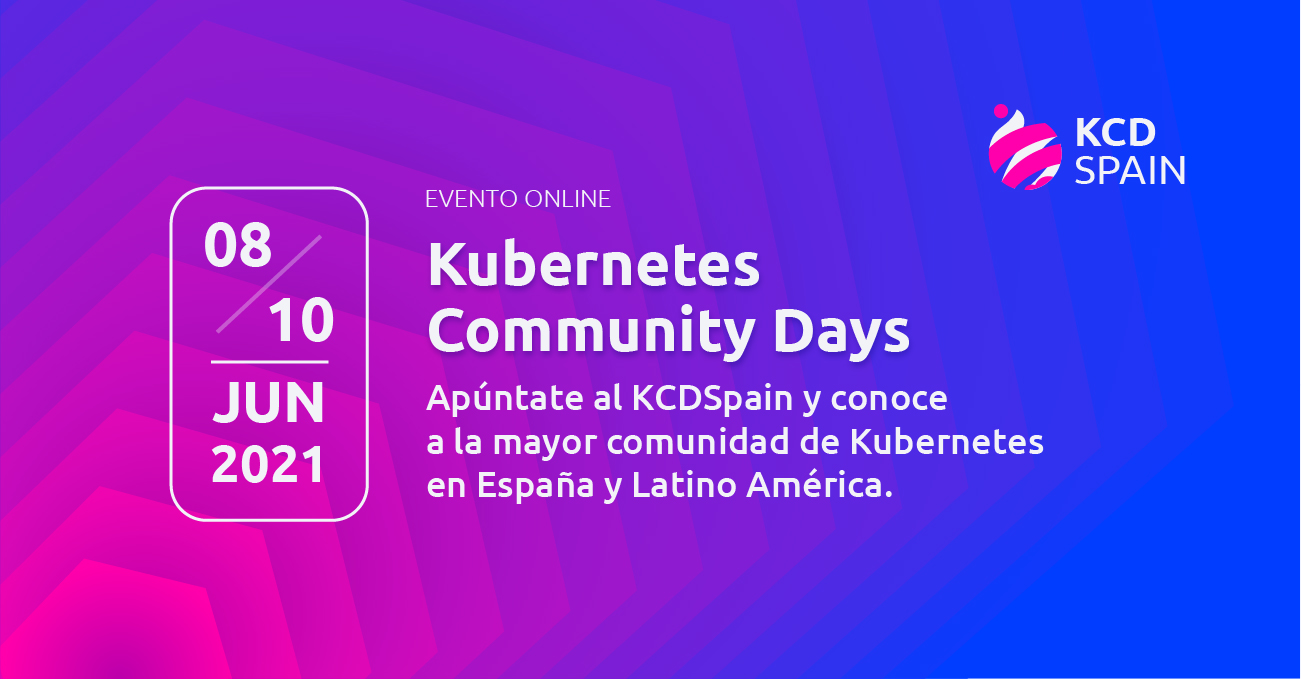 KCD
SPAIN
08
10
JUN
2021
EVENTO ONLINE
Kubernetes
Community Days
Apúntate al KCDSpain y conoce
a la mayor comunidad de Kubernetes
en España y Latino América.